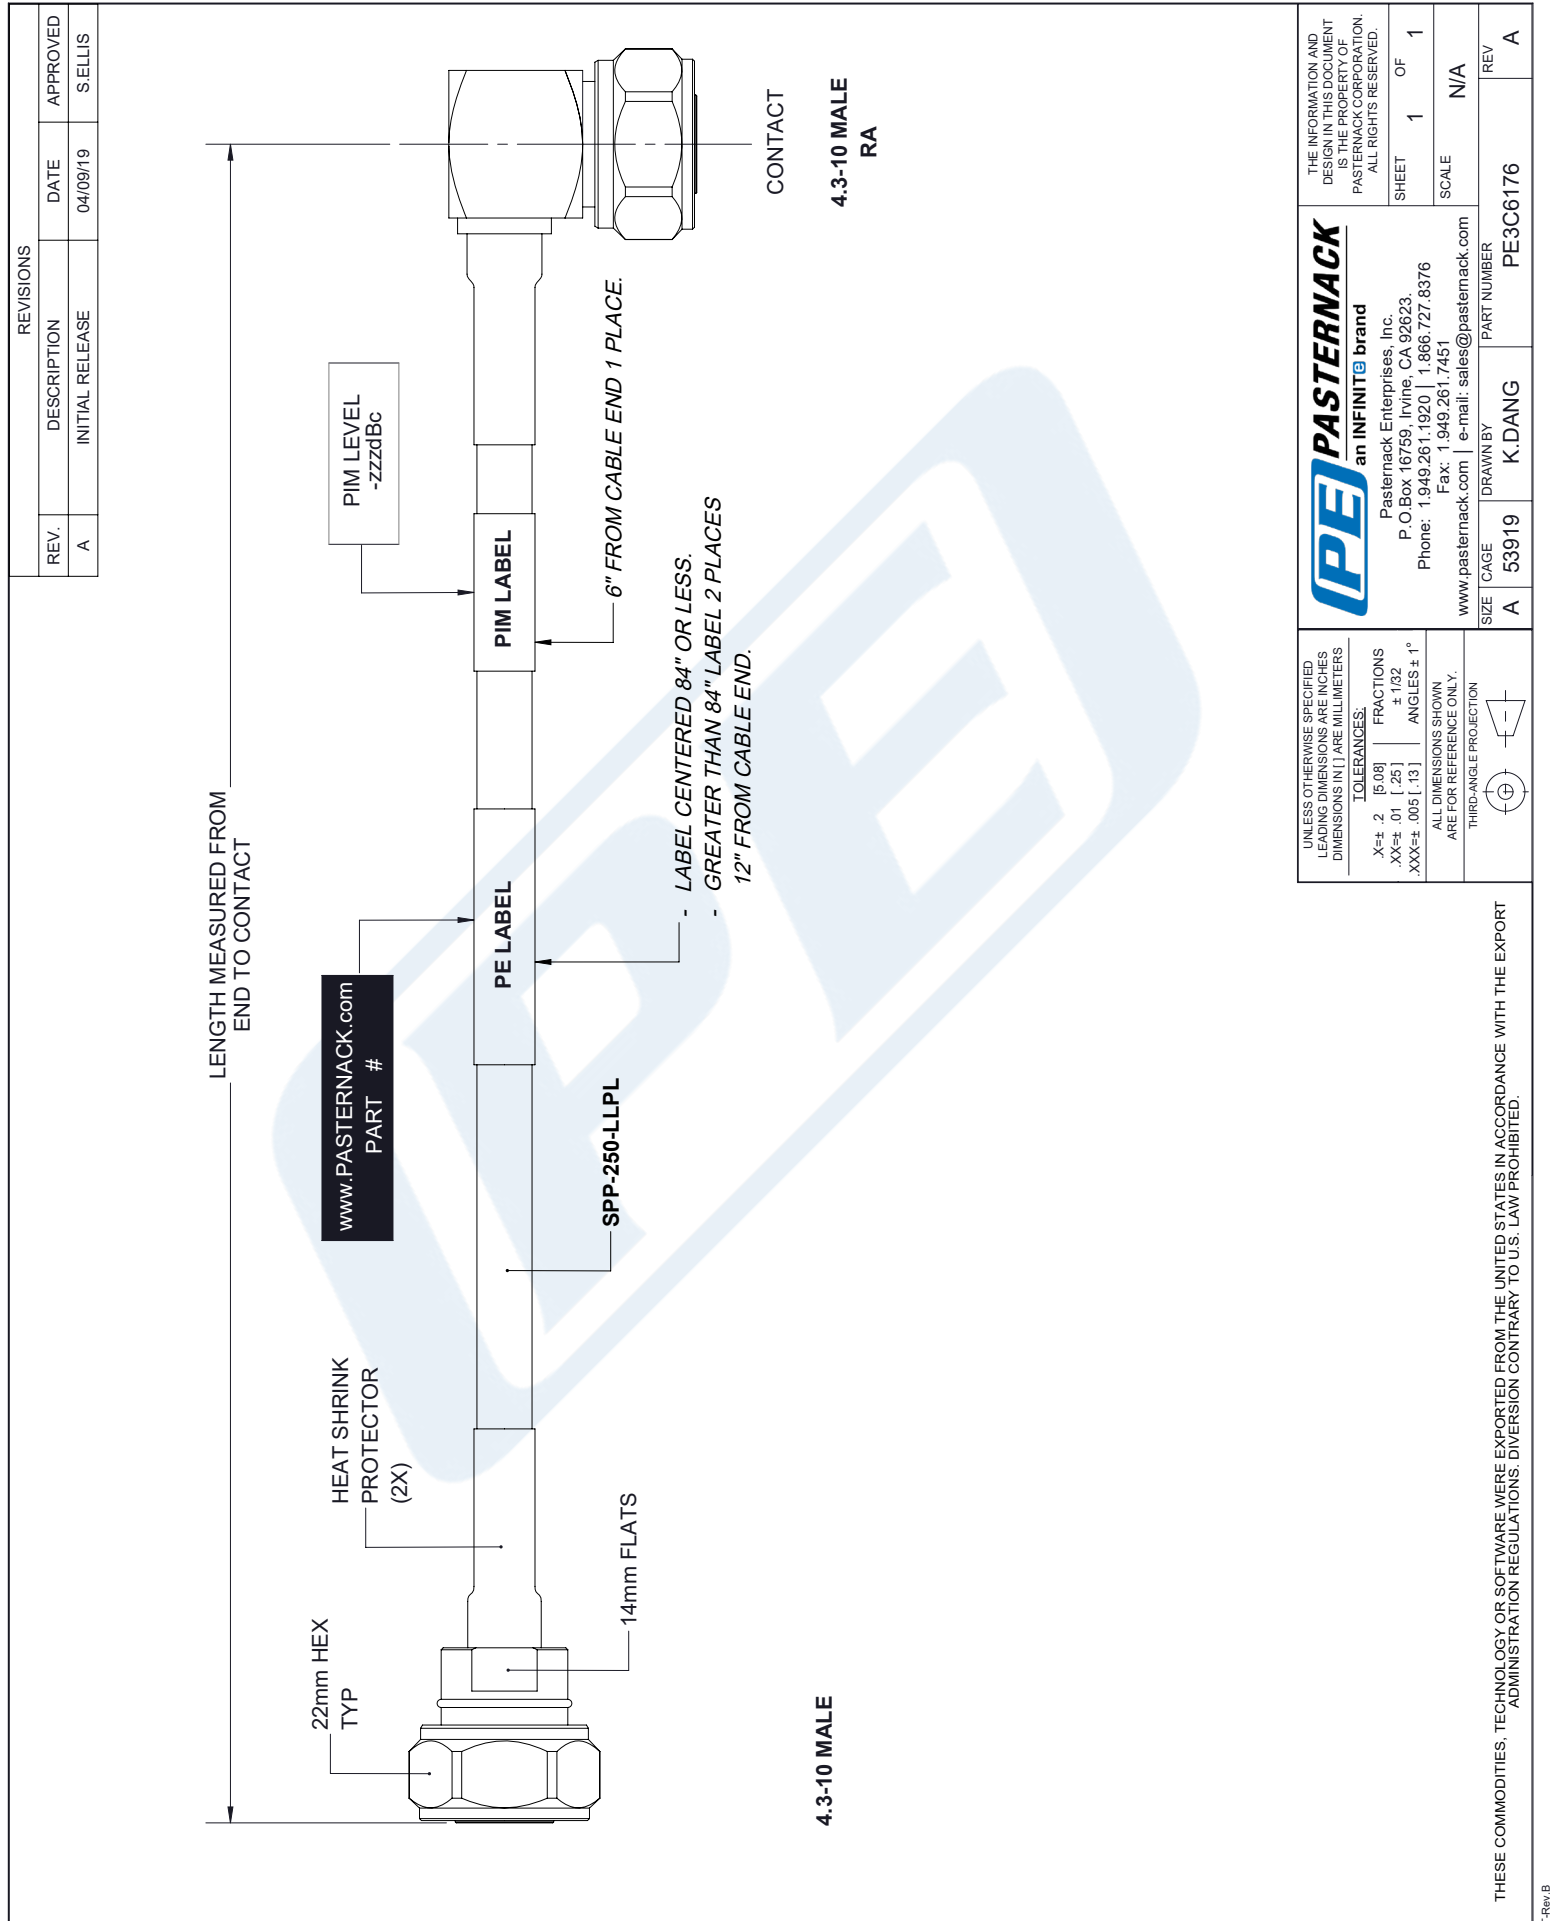 REVISIONS
REV.
DESCRIPTION
DATE
APPROVED
A
INITIAL RELEASE
04/09/19
S.ELLIS
LENGTH MEASURED FROM
END TO CONTACT
22mm HEX
TYP
HEAT SHRINK
PROTECTOR
(2X)
www.PASTERNACK.com
PART #
PIM LEVEL
-zzzdBc
PE LABEL
PIM LABEL
14mm FLATS
SPP-250-LLPL
6" FROM CABLE END 1 PLACE.
- LABEL CENTERED 84" OR LESS.
- GREATER THAN 84" LABEL 2 PLACES
12" FROM CABLE END.
CONTACT
4.3-10 MALE
4.3-10 MALE
RA
THESE COMMODITIES, TECHNOLOGY OR SOFTWARE WERE EXPORTED FROM THE UNITED STATES IN ACCORDANCE WITH THE EXPORT
ADMINISTRATION REGULATIONS. DIVERSION CONTRARY TO U.S. LAW PROHIBITED.
UNLESS OTHERWISE SPECIFIED
LEADING DIMENSIONS ARE INCHES
DIMENSIONS IN [ ] ARE MILLIMETERS
TOLERANCES:
.X=± .2 [5.08]
.XX=± .01 [.25]
.XXX=± .005 [.13]
FRACTIONS
± 1/32
ANGLES ± 1°
ALL DIMENSIONS SHOWN
ARE FOR REFERENCE ONLY.
THIRD-ANGLE PROJECTION
PE PASTERNACK
an INFINITe brand
Pasternack Enterprises, Inc.
P.O.Box 16759, Irvine, CA 92623.
Phone: 1.949.261.1920 | 1.866.727.8376
Fax: 1.949.261.7451
www.pasternack.com | e-mail: sales@pasternack.com
THE INFORMATION AND
DESIGN IN THIS DOCUMENT
IS THE PROPERTY OF
PASTERNACK CORPORATION.
ALL RIGHTS RESERVED.
SHEET 1 OF 1
SCALE N/A
SIZE
A
CAGE
53919
DRAWN BY
K.DANG
PART NUMBER
PE3C6176
REV
A
-Rev.B
PE